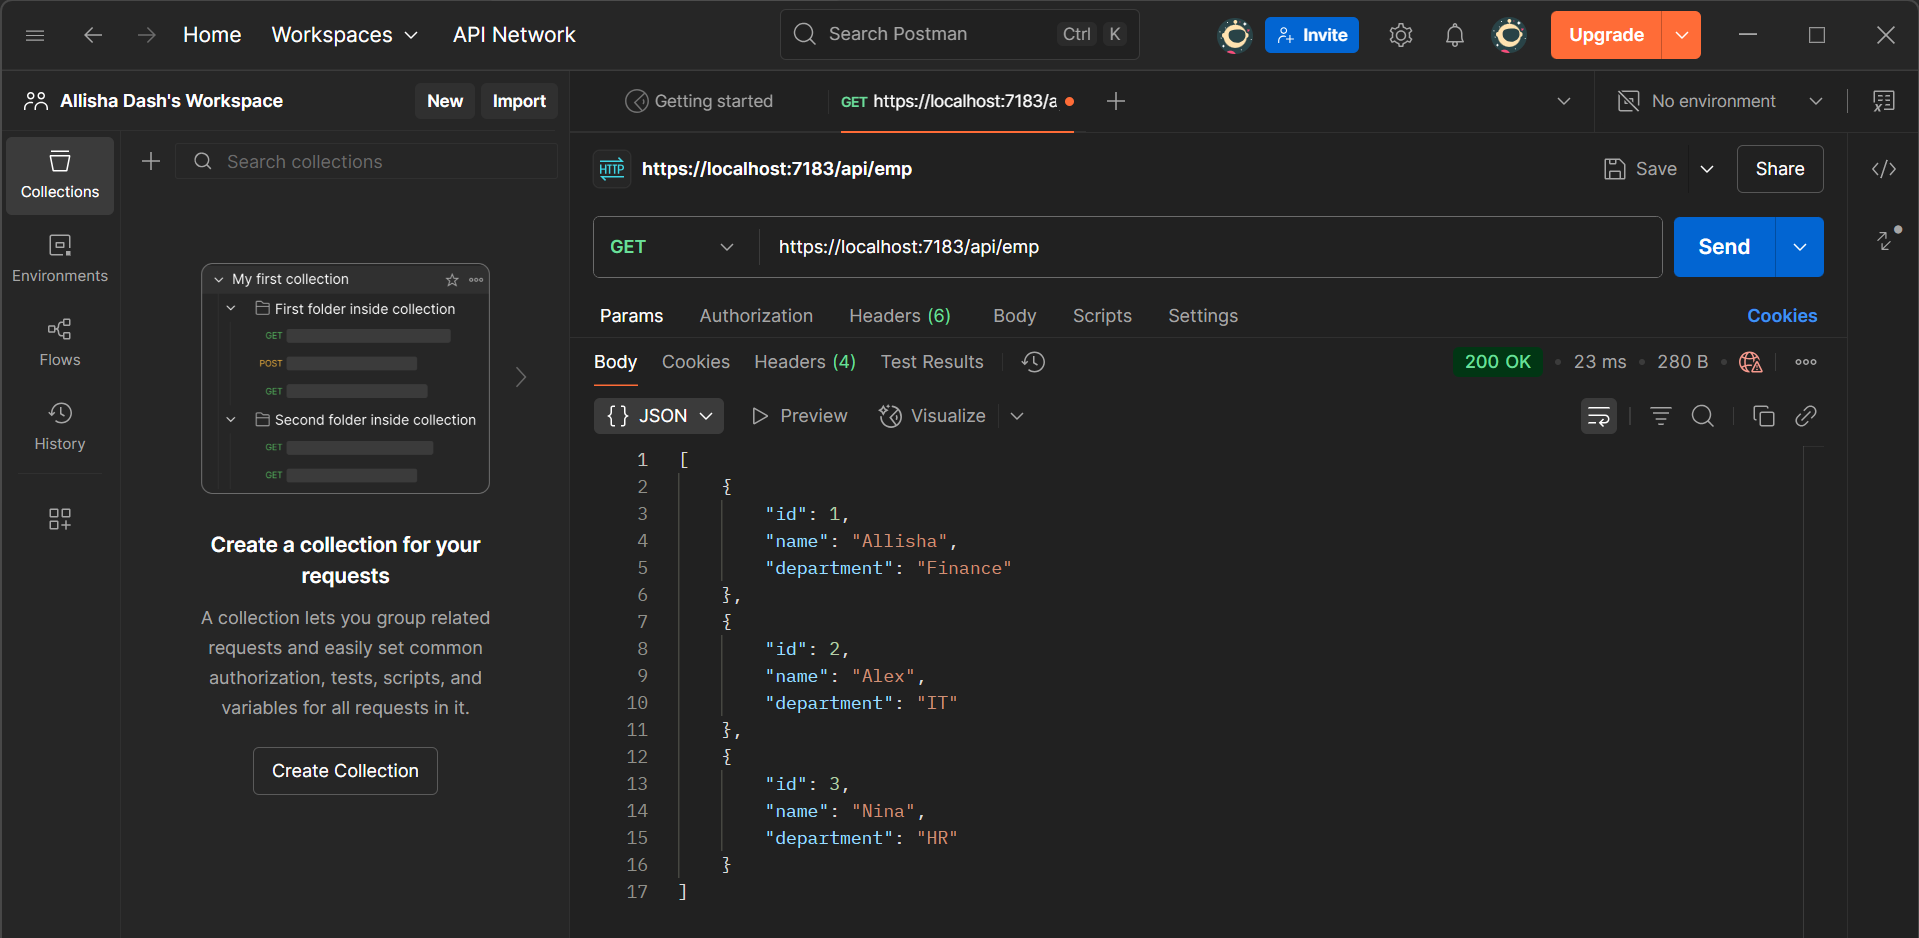 Home Workspaces API Network Search Postman Ctrl K Invite Upgrade
Allisha Dash's Workspace New Import
Getting started GET https://localhost:7183/a No environment
Collections
Environments
Flows
History
Search collections
My first collection
First folder inside collection
GET
POST
GET
Second folder inside collection
GET
GET
Create a collection for your
requests
A collection lets you group related
requests and easily set common
authorization, tests, scripts, and
variables for all requests in it.
Create Collection
HTTP https://localhost:7183/api/emp Save Share
GET https://localhost:7183/api/emp Send
Params Authorization Headers (6) Body Scripts Settings Cookies
Body Cookies Headers (4) Test Results 200 OK • 23 ms • 280 B •
{} JSON Preview Visualize
1 [
2 {
3 "id": 1,
4 "name": "Allisha",
5 "department": "Finance"
6 },
7 {
8 "id": 2,
9 "name": "Alex",
10 "department": "IT"
11 },
12 {
13 "id": 3,
14 "name": "Nina",
15 "department": "HR"
16 }
17 ]